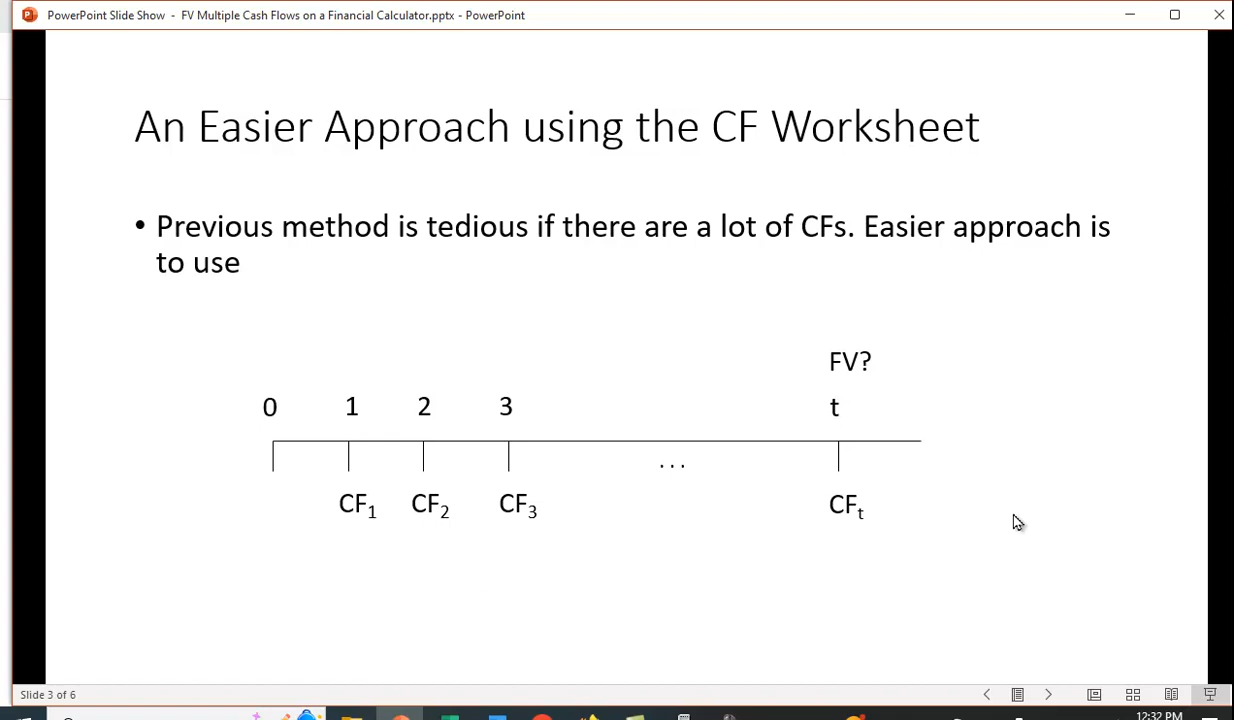 PowerPoint Slide Show - FV Multiple Cash Flows on a Financial Calculator.pptx - PowerPoint
An Easier Approach using the CF Worksheet
• Previous method is tedious if there are a lot of CFs. Easier approach is
to use
FV?
0 1 2 3 t
...
CF₁ CF₂ CF₃ CFₜ
Slide 3 of 6
12:32 PM